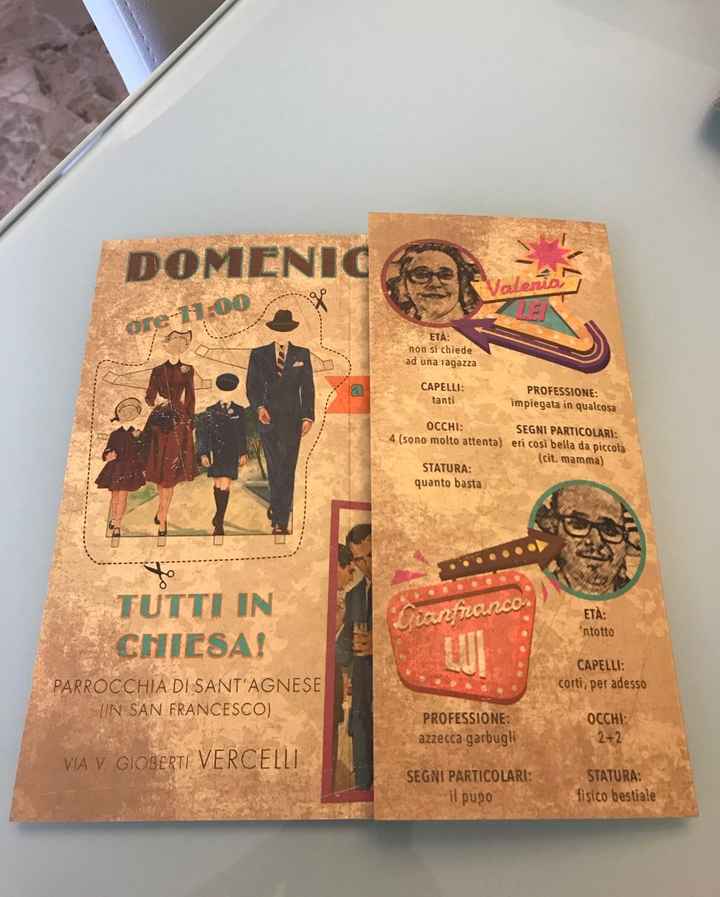 DOMENIC
ore 11:00
a
TUTTI IN
CHIESA!
PARROCCHIA DI SANT'AGNESE
(IN SAN FRANCESCO)
VIA V. GIOBERTI VERCELLI
Valeria
LEI
ETÀ:
non si chiede
ad una ragazza
CAPELLI:
tanti
OCCHI:
4 (sono molto attenta)
STATURA:
quanto basta
PROFESSIONE:
impiegata in qualcosa
SEGNI PARTICOLARI:
eri così bella da piccola
(cit. mamma)
Gianfranco
LUI
ETÀ:
'ntotto
CAPELLI:
corti, per adesso
PROFESSIONE:
azzecca garbugli
OCCHI:
2+2
SEGNI PARTICOLARI:
il pupo
STATURA:
fisico bestiale